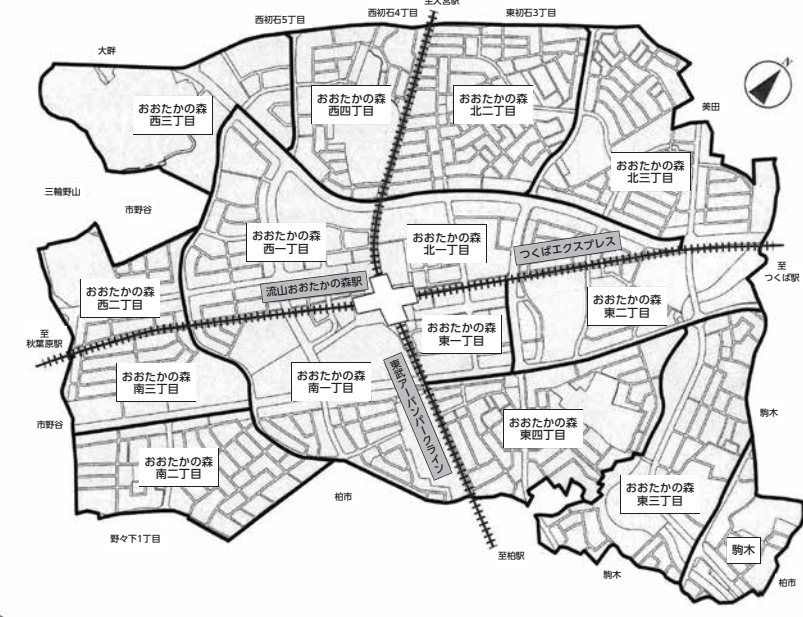 至大宮駅
西初石5丁目
西初石4丁目
東初石3丁目
大畔
N
美田
おおたかの森
西三丁目
おおたかの森
西四丁目
おおたかの森
北二丁目
おおたかの森
北三丁目
三輪野山
市野谷
おおたかの森
西一丁目
おおたかの森
北一丁目
つくばエクスプレス
至
つくば駅
流山おおたかの森駅
おおたかの森
西二丁目
おおたかの森
東二丁目
至
秋葉原駅
おおたかの森
東一丁目
おおたかの森
南三丁目
おおたかの森
南一丁目
東武アーバンパークライン
おおたかの森
東四丁目
駒木
市野谷
おおたかの森
南二丁目
柏市
おおたかの森
東三丁目
野々下1丁目
至柏駅
駒木
駒木
柏市